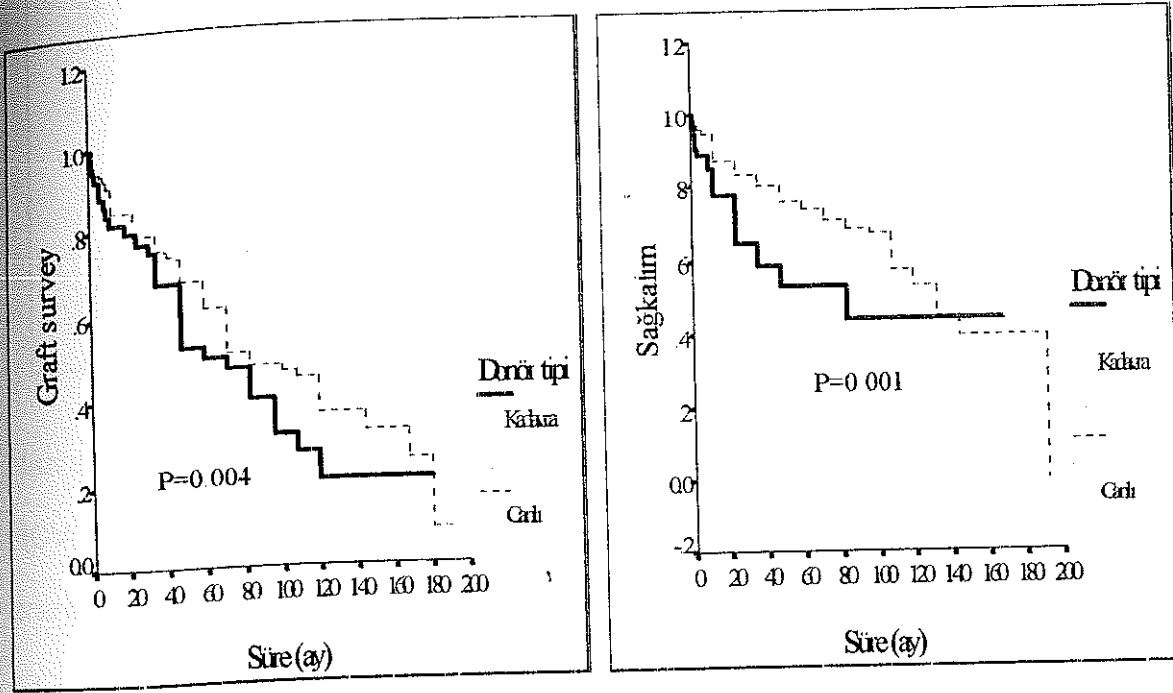 1.2
1.0
.8
.6
.4
.2
0.0
Graft survey
P=0.004
0 20 40 60 80 100 120 140 160 180 200
Süre (ay)
Donör tipi
Kadavra
Canlı
1.2
1.0
.8
.6
.4
.2
0.0
-.2
Sağkalım
P=0.001
0 20 40 60 80 100 120 140 160 180 200
Süre (ay)
Donör tipi
Kadavra
Canlı